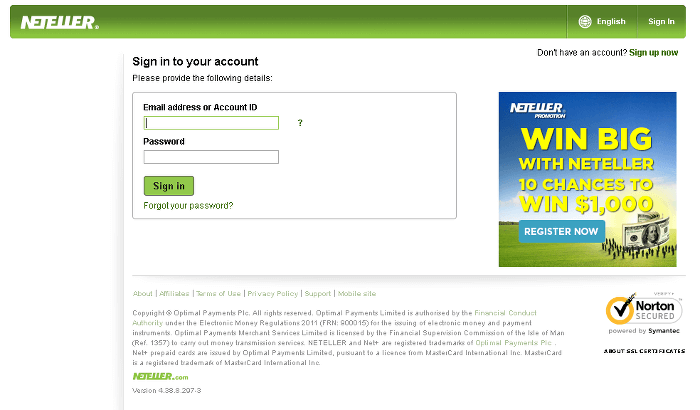 NETELLER®
English
Sign In
Don't have an account? Sign up now
Sign in to your account
Please provide the following details:
Email address or Account ID
?
Password
Sign in
Forgot your password?
NETELLER
PROMOTION
WIN BIG
WITH NETELLER
10 CHANCES TO
WIN $1,000
REGISTER NOW
About | Affiliates | Terms of Use | Privacy Policy | Support | Mobile site
Copyright © Optimal Payments Plc. All rights reserved. Optimal Payments Limited is authorised by the Financial Conduct
Authority under the Electronic Money Regulations 2011 (FRN: 900015) for the issuing of electronic money and payment
instruments. Optimal Payments Merchant Services Limited is licensed by the Financial Supervision Commission of the Isle of Man
(Ref. 1357) to carry out money transmission services. NETELLER and Net+ are registered trademarks of Optimal Payments Plc .
Net+ prepaid cards are issued by Optimal Payments Limited, pursuant to a licence from MasterCard International Inc. MasterCard
is a registered trademark of MasterCard International Inc.
NETELLER.com
Version 4.38.8.297-3
VERIFY
Norton
SECURED
powered by Symantec
ABOUT SSL CERTIFICATES